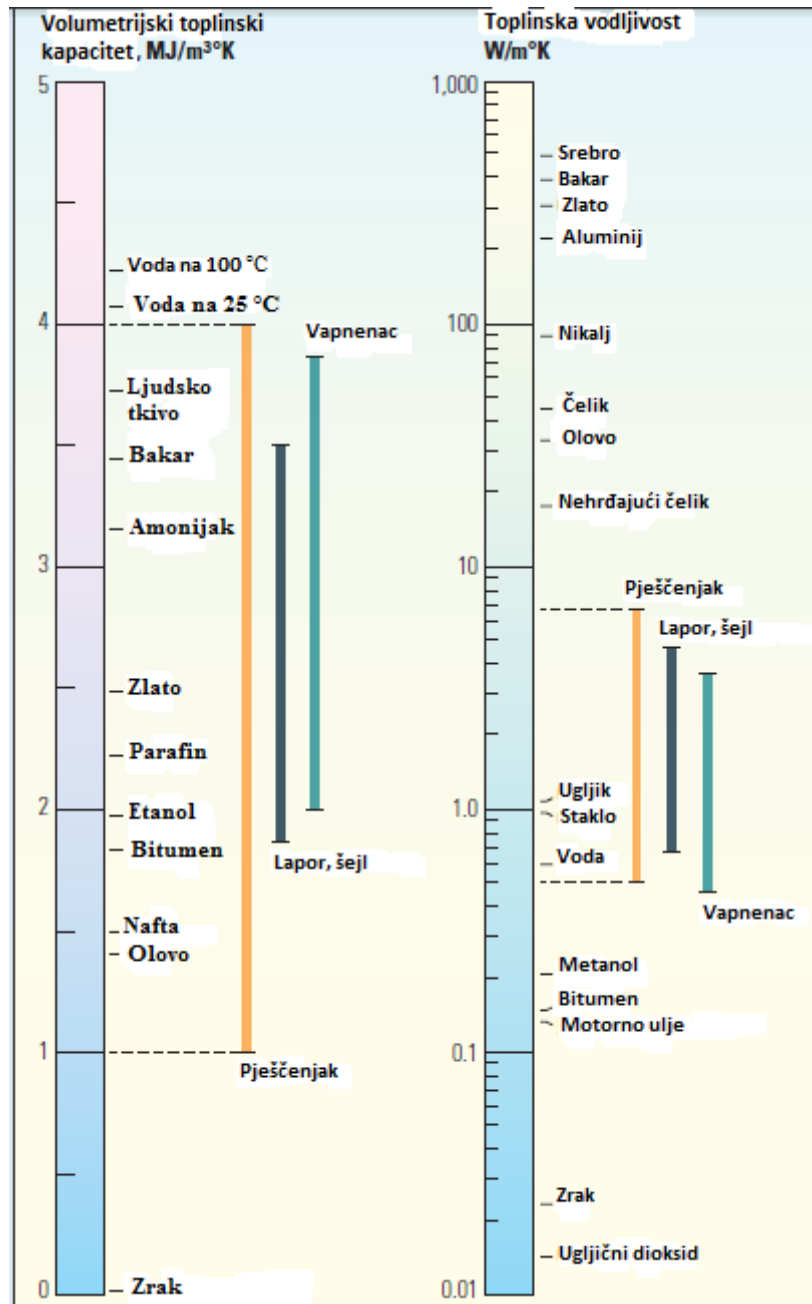 Volumetrijski toplinski
kapacitet, MJ/m³°K
5
Voda na 100 °C
Voda na 25 °C
4
Vapnenac
Ljudsko
tkivo
Bakar
Amonijak
3
Zlato
Parafin
2
Etanol
Bitumen
Lapor, šejl
Nafta
Olovo
1
Pješčenjak
0
Zrak
Toplinska vodljivost
W/m°K
1,000
Srebro
Bakar
Zlato
Aluminij
100
Nikalj
Čelik
Olovo
Nehrđajući čelik
10
Pješčenjak
Lapor, šejl
Ugljik
1.0
Staklo
Voda
Vapnenac
Metanol
Bitumen
Motorno ulje
0.1
Zrak
Ugljični dioksid
0.01